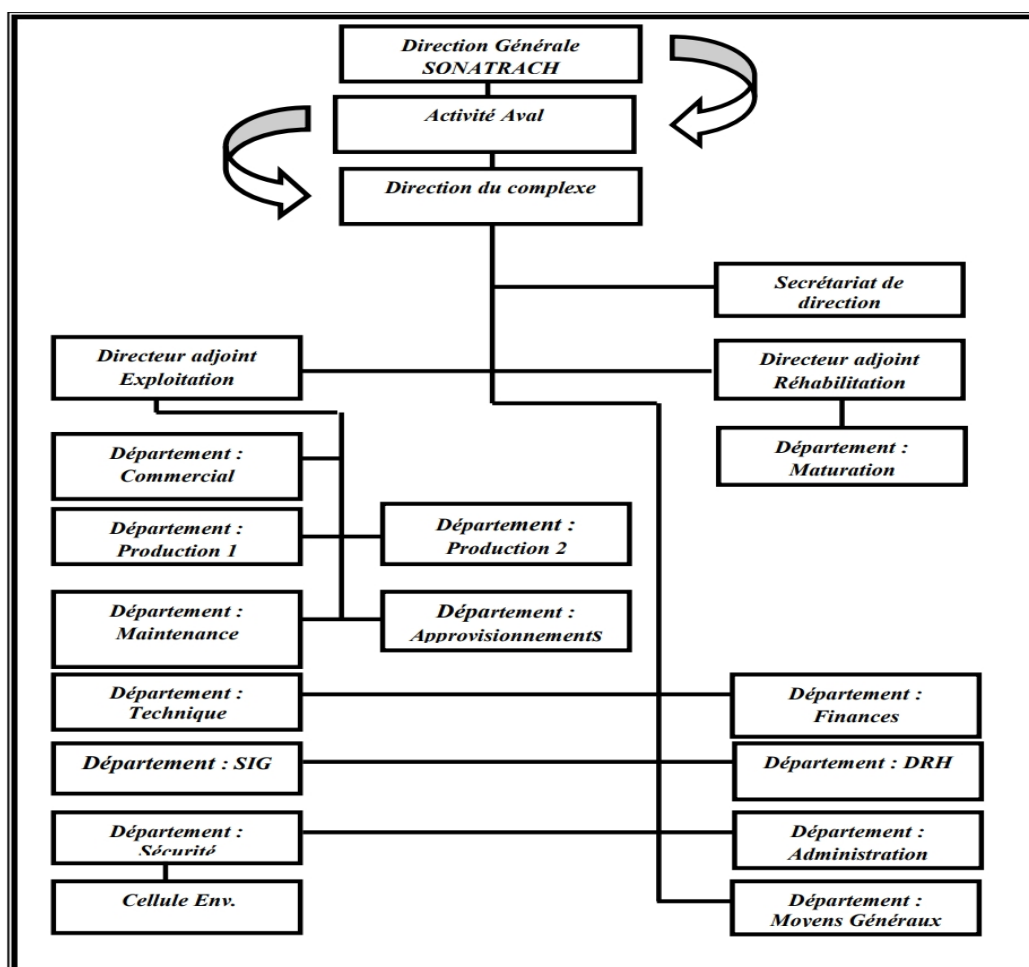 Direction Générale
SONATRACH
Activité Aval
Direction du complexe
Secrétariat de
direction
Directeur adjoint
Exploitation
Directeur adjoint
Réhabilitation
Département :
Commercial
Département :
Maturation
Département :
Production 1
Département :
Production 2
Département :
Maintenance
Département :
Approvisionnements
Département :
Technique
Département :
Finances
Département : SIG
Département : DRH
Département :
Sécurité
Département :
Administration
Cellule Env.
Département :
Moyens Généraux